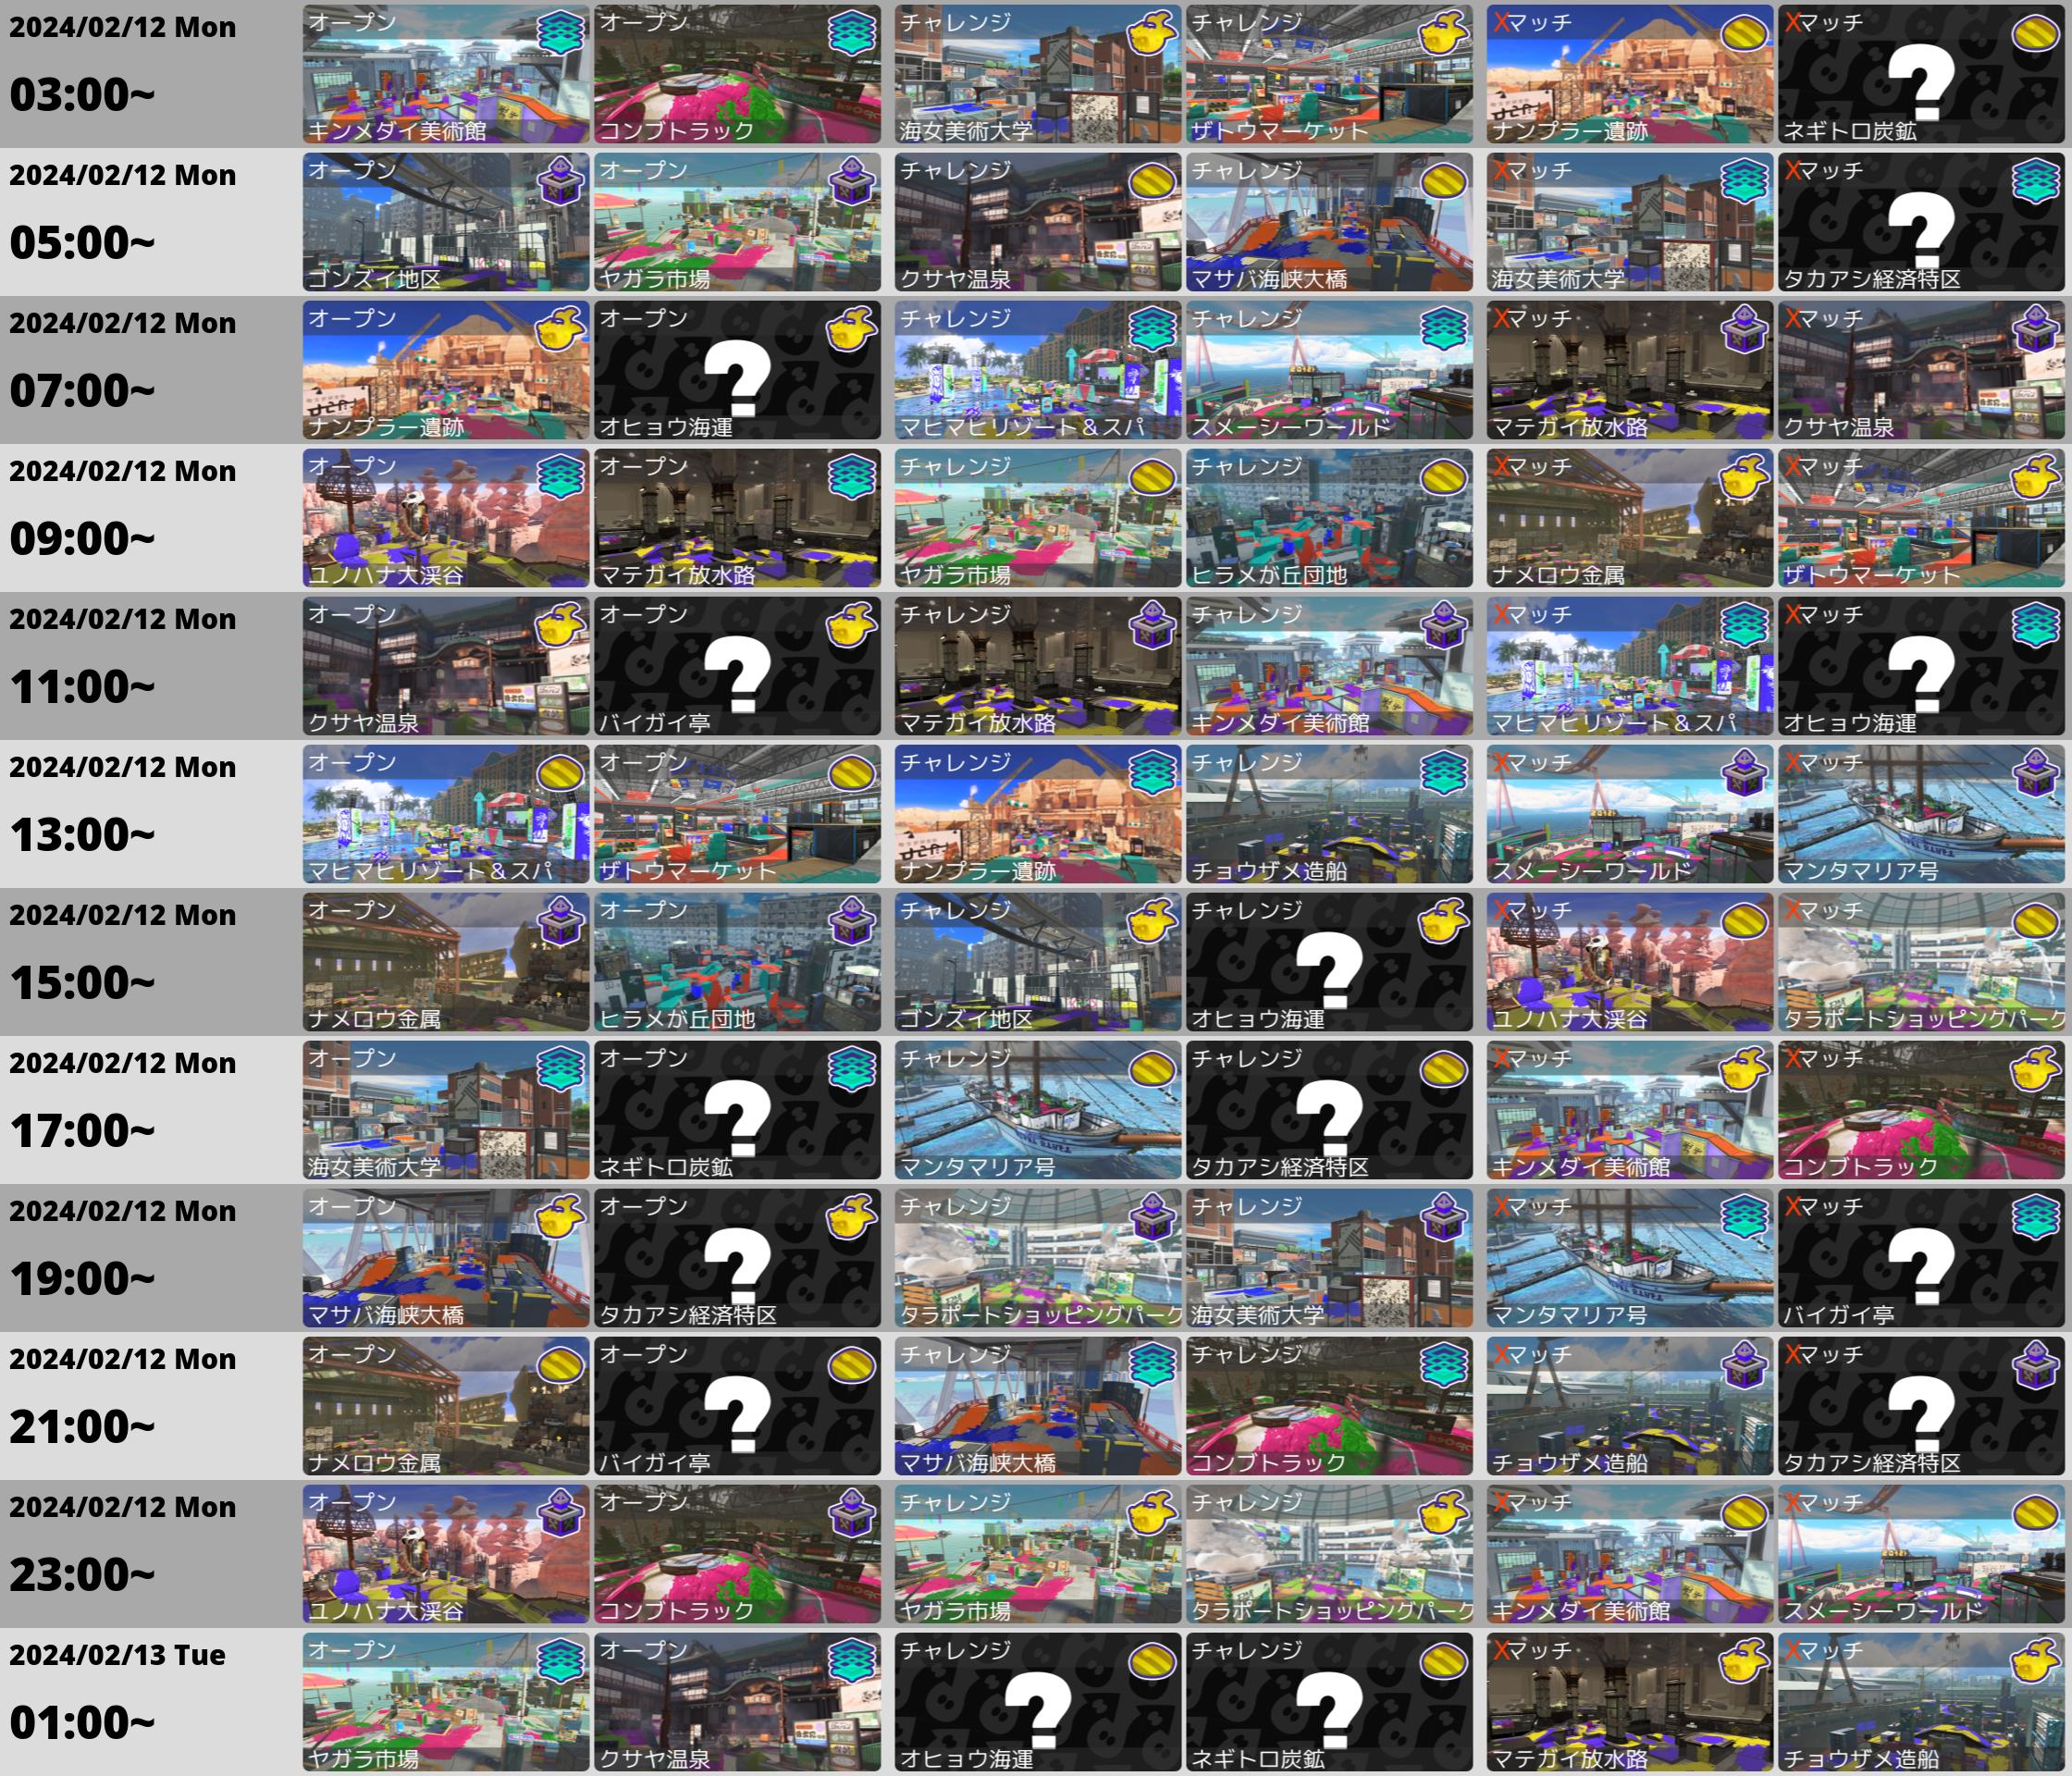 2024/02/12 Mon
03:00~
オープン
キンメダイ美術館
オープン
コンブトラック
チャレンジ
海女美術大学
チャレンジ
ザトウマーケット
Xマッチ
ナンプラー遺跡
Xマッチ
?
ネギトロ炭鉱
2024/02/12 Mon
05:00~
オープン
ゴンズイ地区
オープン
ヤガラ市場
チャレンジ
クサヤ温泉
チャレンジ
マサバ海峡大橋
Xマッチ
海女美術大学
Xマッチ
?
タカアシ経済特区
2024/02/12 Mon
07:00~
オープン
ナンプラー遺跡
オープン
?
オヒョウ海運
チャレンジ
マヒマヒリゾート&スパ
チャレンジ
スメーシーワールド
Xマッチ
マテガイ放水路
Xマッチ
クサヤ温泉
2024/02/12 Mon
09:00~
オープン
ユノハナ大渓谷
オープン
マテガイ放水路
チャレンジ
ヤガラ市場
チャレンジ
ヒラメが丘団地
Xマッチ
ナメロウ金属
Xマッチ
ザトウマーケット
2024/02/12 Mon
11:00~
オープン
クサヤ温泉
オープン
?
バイガイ亭
チャレンジ
マテガイ放水路
チャレンジ
キンメダイ美術館
Xマッチ
マヒマヒリゾート&スパ
Xマッチ
?
オヒョウ海運
2024/02/12 Mon
13:00~
オープン
マヒマヒリゾート&スパ
オープン
ザトウマーケット
チャレンジ
ナンプラー遺跡
チャレンジ
チョウザメ造船
Xマッチ
スメーシーワールド
Xマッチ
マンタマリア号
2024/02/12 Mon
15:00~
オープン
ナメロウ金属
オープン
ヒラメが丘団地
チャレンジ
ゴンズイ地区
チャレンジ
?
オヒョウ海運
Xマッチ
ユノハナ大渓谷
Xマッチ
タラポートショッピングパーク
2024/02/12 Mon
17:00~
オープン
海女美術大学
オープン
?
ネギトロ炭鉱
チャレンジ
マンタマリア号
チャレンジ
?
タカアシ経済特区
Xマッチ
キンメダイ美術館
Xマッチ
コンブトラック
2024/02/12 Mon
19:00~
オープン
マサバ海峡大橋
オープン
?
タカアシ経済特区
チャレンジ
タラポートショッピングパーク
チャレンジ
海女美術大学
Xマッチ
マンタマリア号
Xマッチ
?
バイガイ亭
2024/02/12 Mon
21:00~
オープン
ナメロウ金属
オープン
?
バイガイ亭
チャレンジ
マサバ海峡大橋
チャレンジ
コンブトラック
Xマッチ
チョウザメ造船
Xマッチ
?
タカアシ経済特区
2024/02/12 Mon
23:00~
オープン
ユノハナ大渓谷
オープン
コンブトラック
チャレンジ
ヤガラ市場
チャレンジ
タラポートショッピングパーク
Xマッチ
キンメダイ美術館
Xマッチ
スメーシーワールド
2024/02/13 Tue
01:00~
オープン
ヤガラ市場
オープン
クサヤ温泉
チャレンジ
?
オヒョウ海運
チャレンジ
?
ネギトロ炭鉱
Xマッチ
マテガイ放水路
Xマッチ
チョウザメ造船